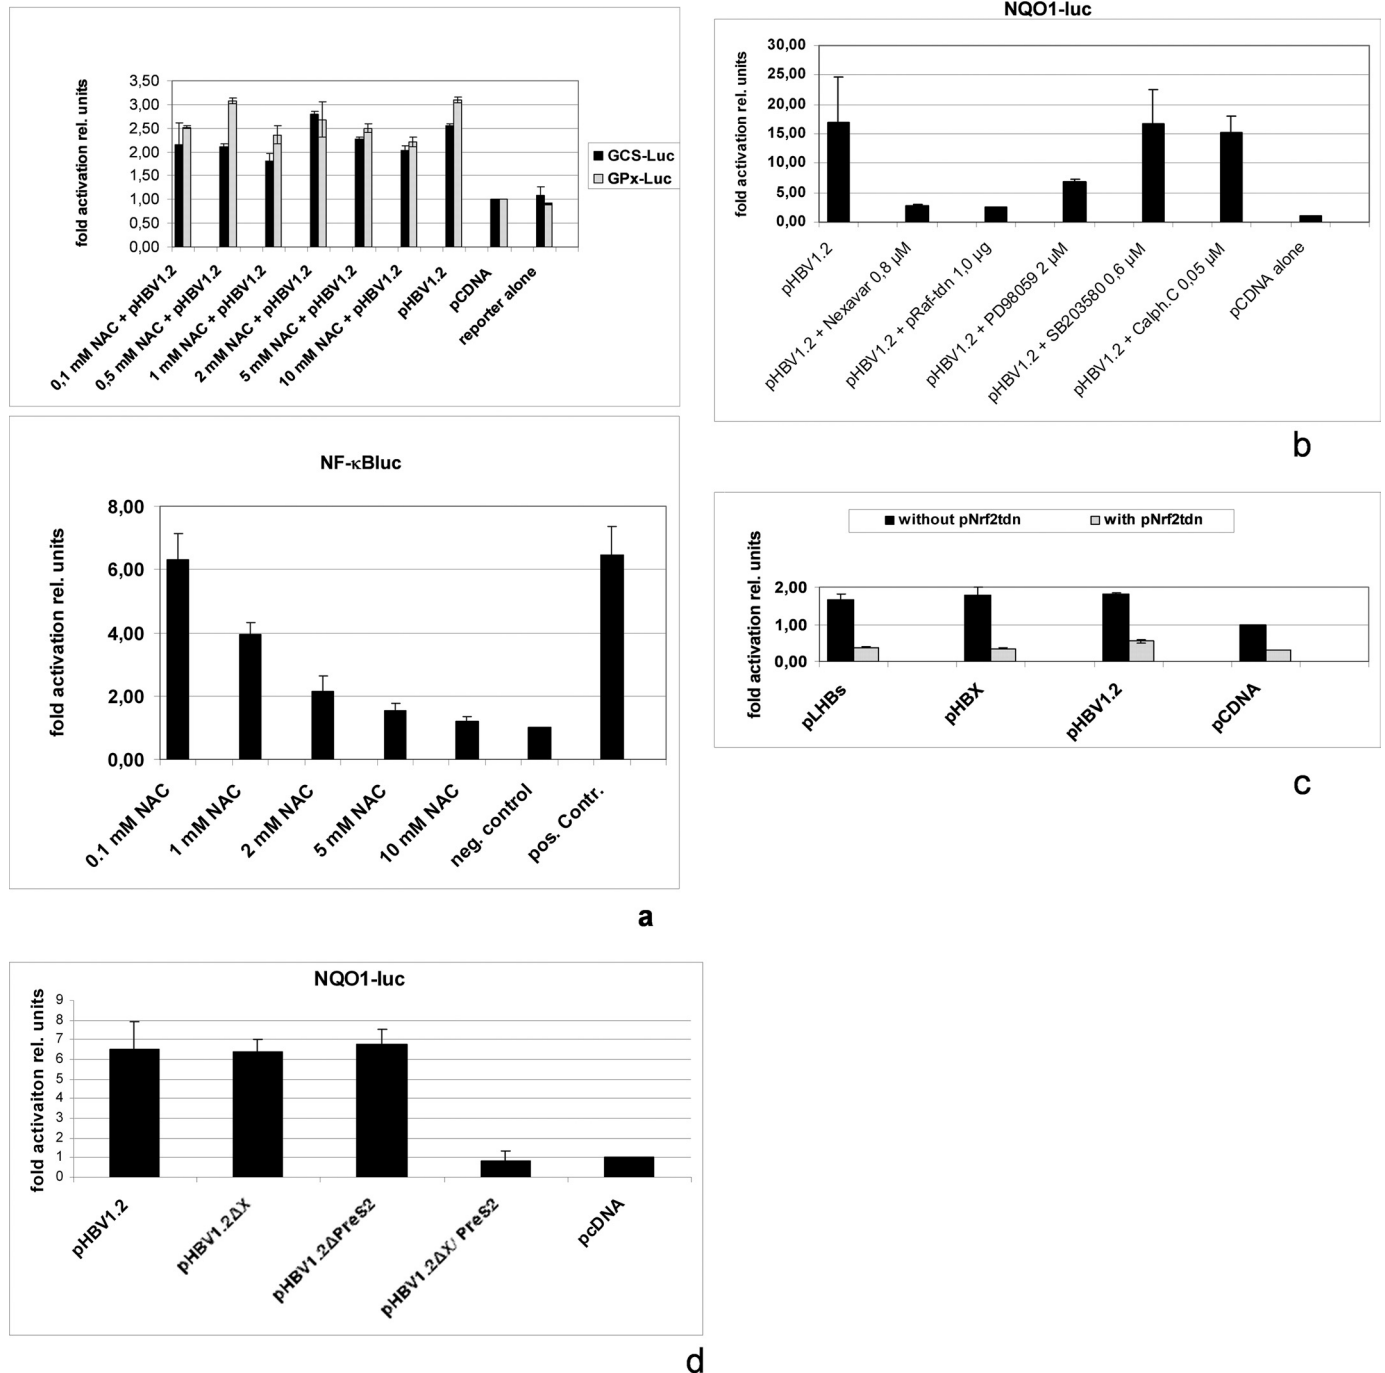 fold activation rel. units
3,50
3,00
2,50
2,00
1,50
1,00
0,50
0,00
0,1 mM NAC + pHBV1.2
0,5 mM NAC + pHBV1.2
1 mM NAC + pHBV1.2
2 mM NAC + pHBV1.2
5 mM NAC + pHBV1.2
10 mM NAC + pHBV1.2
pHBV1.2
pCDNA
reporter alone
GCS-Luc
GPx-Luc
NF-κBluc
fold activation rel. units
8,00
6,00
4,00
2,00
0,00
0.1 mM NAC
1 mM NAC
2 mM NAC
5 mM NAC
10 mM NAC
neg. control
pos. Contr.
a
NQO1-luc
fold activation rel. units
30,00
25,00
20,00
15,00
10,00
5,00
0,00
pHBV1.2
pHBV1.2 + Nexavar 0,8 µM
pHBV1.2 + pRaf-tdn 1,0 µg
pHBV1.2 + PD98059 2 µM
pHBV1.2 + SB203580 0,6 µM
pHBV1.2 + Calph.C 0,05 µM
pCDNA alone
b
without pNrf2tdn
with pNrf2tdn
fold activation rel. units
2,00
1,00
0,00
pLHBs
pHBX
pHBV1.2
pCDNA
c
NQO1-luc
fold activaiton rel. units
9
8
7
6
5
4
3
2
1
0
pHBV1.2
pHBV1.2ΔX
pHBV1.2ΔPreS2
pHBV1.2ΔX/ PreS2
pcDNA
d